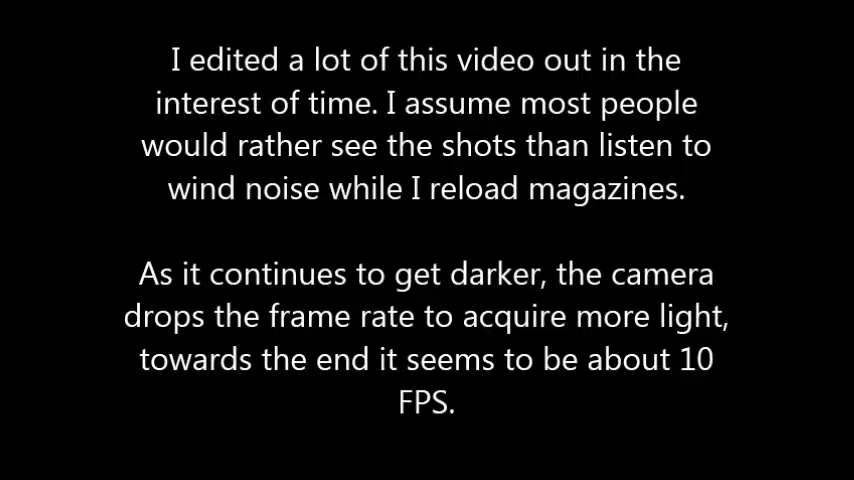 I edited a lot of this video out in the
interest of time. I assume most people
would rather see the shots than listen to
wind noise while I reload magazines.
As it continues to get darker, the camera
drops the frame rate to acquire more light,
towards the end it seems to be about 10
FPS.